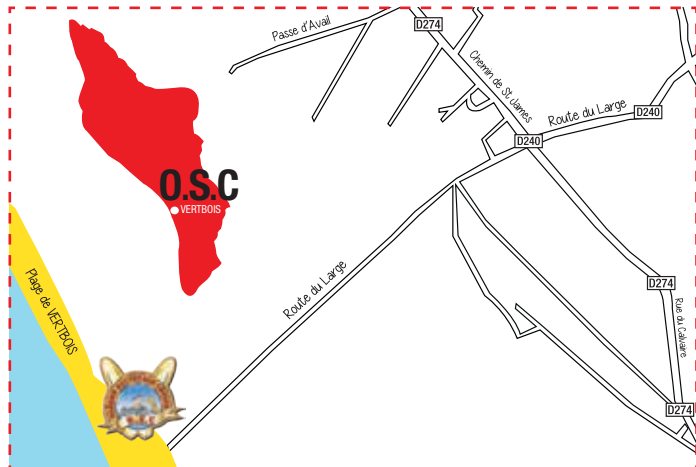 D274
Passe d'Avail
Chemin de St James
Route du Large
D240
D240
O.S.C
VERTBOIS
Plage de VERTBOIS
Route du Large
D274
Rue du Calvaire
D274